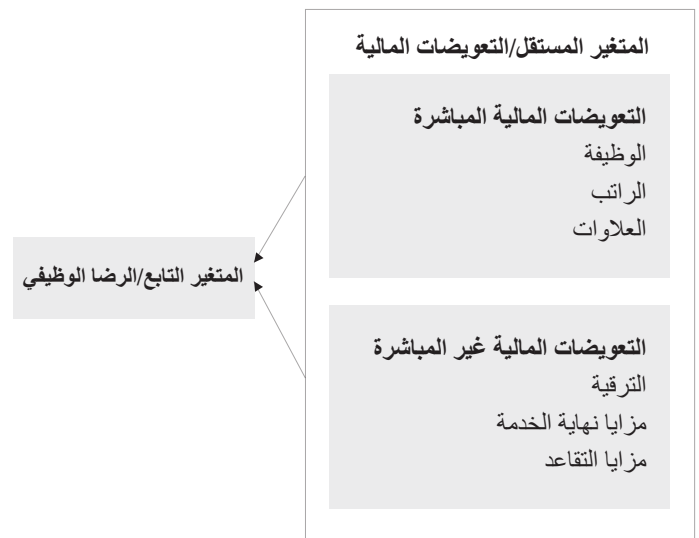 المتغير المستقل/التعويضات المالية
التعويضات المالية المباشرة
الوظيفة
الراتب
العلاوات
المتغير التابع/الرضا الوظيفي
التعويضات المالية غير المباشرة
الترقية
مزايا نهاية الخدمة
مزايا التقاعد